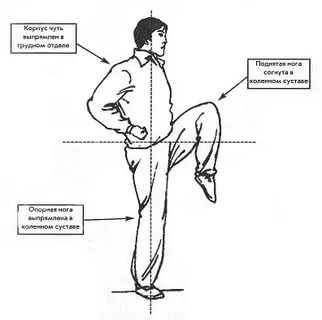 Корпус чуть
выпрямлен в
грудном отделе
Поднятая нога
согнута в
коленном суставе
Опорная нога
выпрямлена в
коленном суставе